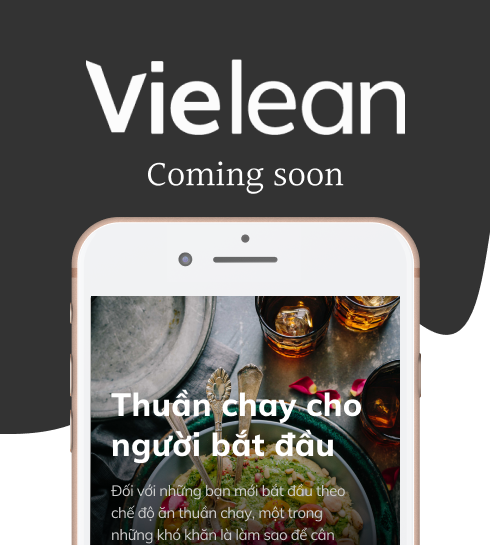 Vielean
Coming soon
Thuần chay cho
người bắt đầu
Đối với những bạn mới bắt đầu theo
chế độ ăn thuần chay, một trong
những khó khăn là làm sao để cân